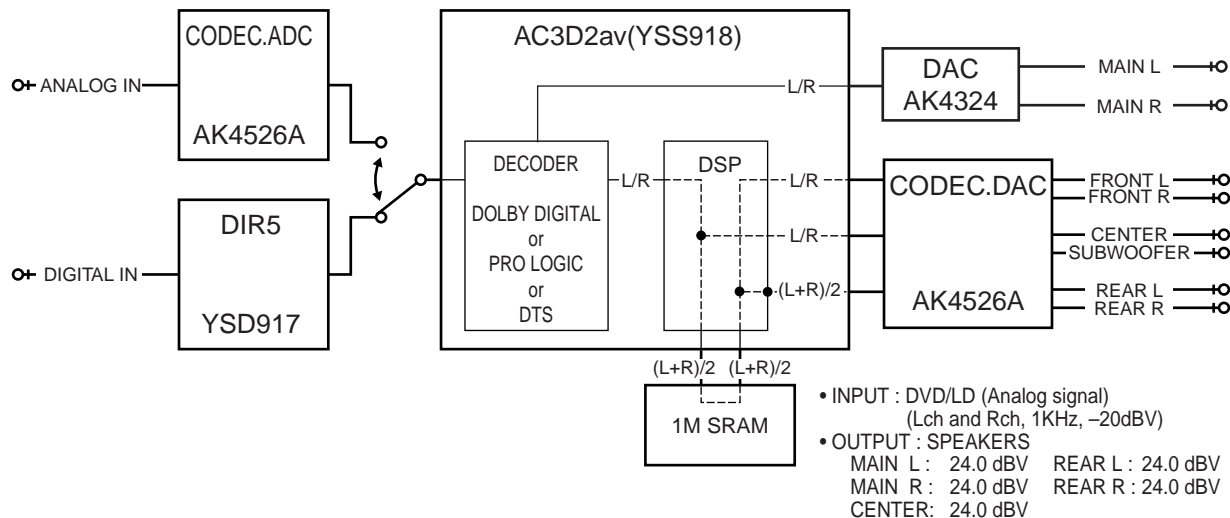 CODEC.ADC
AK4526A
ANALOG IN
DIR5
YSD917
DIGITAL IN
AC3D2av(YSS918)
L/R
DECODER
DOLBY DIGITAL
or
PRO LOGIC
or
DTS
L/R
DSP
L/R
L/R
(L+R)/2
(L+R)/2 (L+R)/2
1M SRAM
DAC
AK4324
MAIN L
MAIN R
CODEC.DAC
AK4526A
FRONT L
FRONT R
CENTER
SUBWOOFER
REAR L
REAR R
• INPUT : DVD/LD (Analog signal)
(Lch and Rch, 1KHz, –20dBV)
• OUTPUT : SPEAKERS
MAIN L : 24.0 dBV REAR L : 24.0 dBV
MAIN R : 24.0 dBV REAR R : 24.0 dBV
CENTER: 24.0 dBV